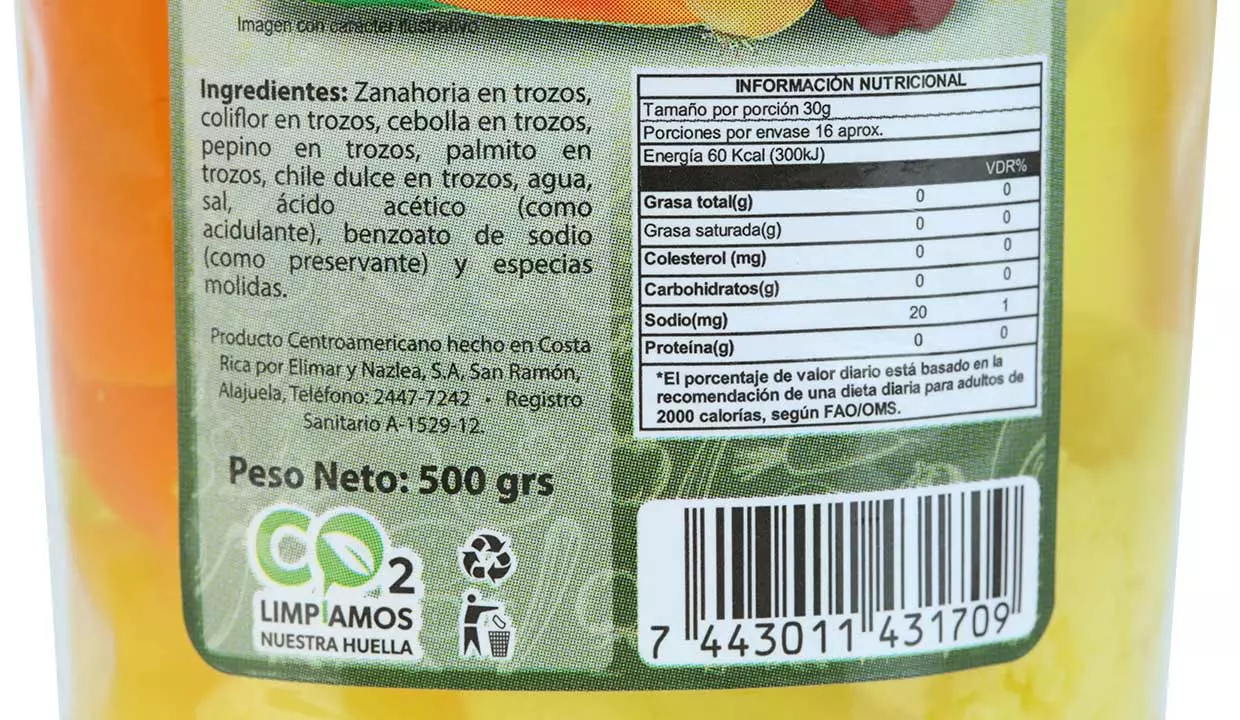 Imagen con carácter ilustrativo
Ingredientes: Zanahoria en trozos,
coliflor en trozos, cebolla en trozos,
pepino en trozos, palmito en
trozos, chile dulce en trozos, agua,
sal, ácido acético (como
acidulante), benzoato de sodio
(como preservante) y especias
molidas.
Producto Centroamericano hecho en Costa
Rica por Elimar y Nazlea, S.A, San Ramón,
Alajuela, Teléfono: 2447-7242 • Registro
Sanitario A-1529-12.
Peso Neto: 500 grs
CO2
LIMPIAMOS
NUESTRA HUELLA
INFORMACIÓN NUTRICIONAL
Tamaño por porción 30g
Porciones por envase 16 aprox.
Energía 60 Kcal (300kJ)
VDR%
Grasa total(g) 0 0
Grasa saturada(g) 0 0
Colesterol (mg) 0 0
Carbohidratos(g) 0 0
Sodio(mg) 20 1
Proteína(g) 0 0
*El porcentaje de valor diario está basado en la
recomendación de una dieta diaria para adultos de
2000 calorías, según FAO/OMS.
7 443011 431709